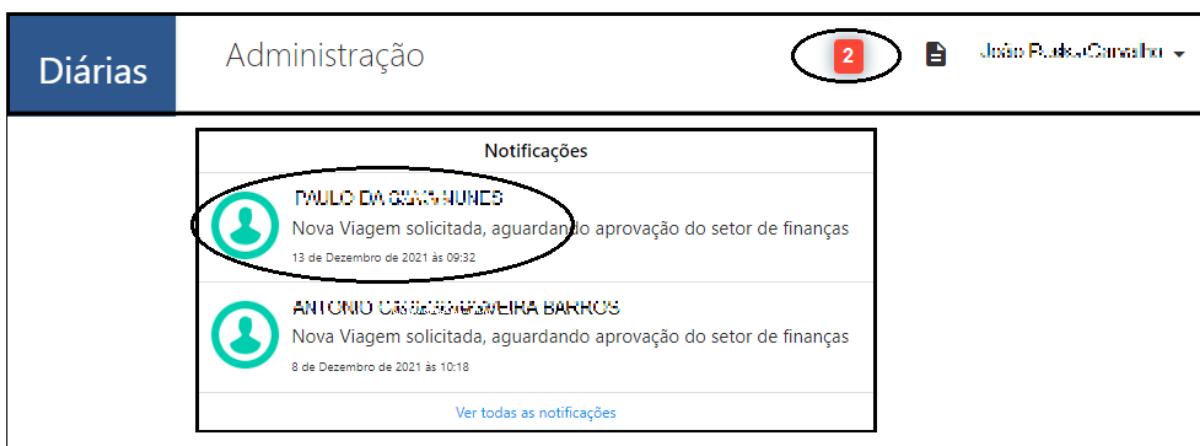 Diárias
Administração
2
João Carvalho
Notificações
PAULO DA NUNES
Nova Viagem solicitada, aguardando aprovação do setor de finanças
13 de Dezembro de 2021 às 09:32
ANTONIO BARROS
Nova Viagem solicitada, aguardando aprovação do setor de finanças
8 de Dezembro de 2021 às 10:18
Ver todas as notificações